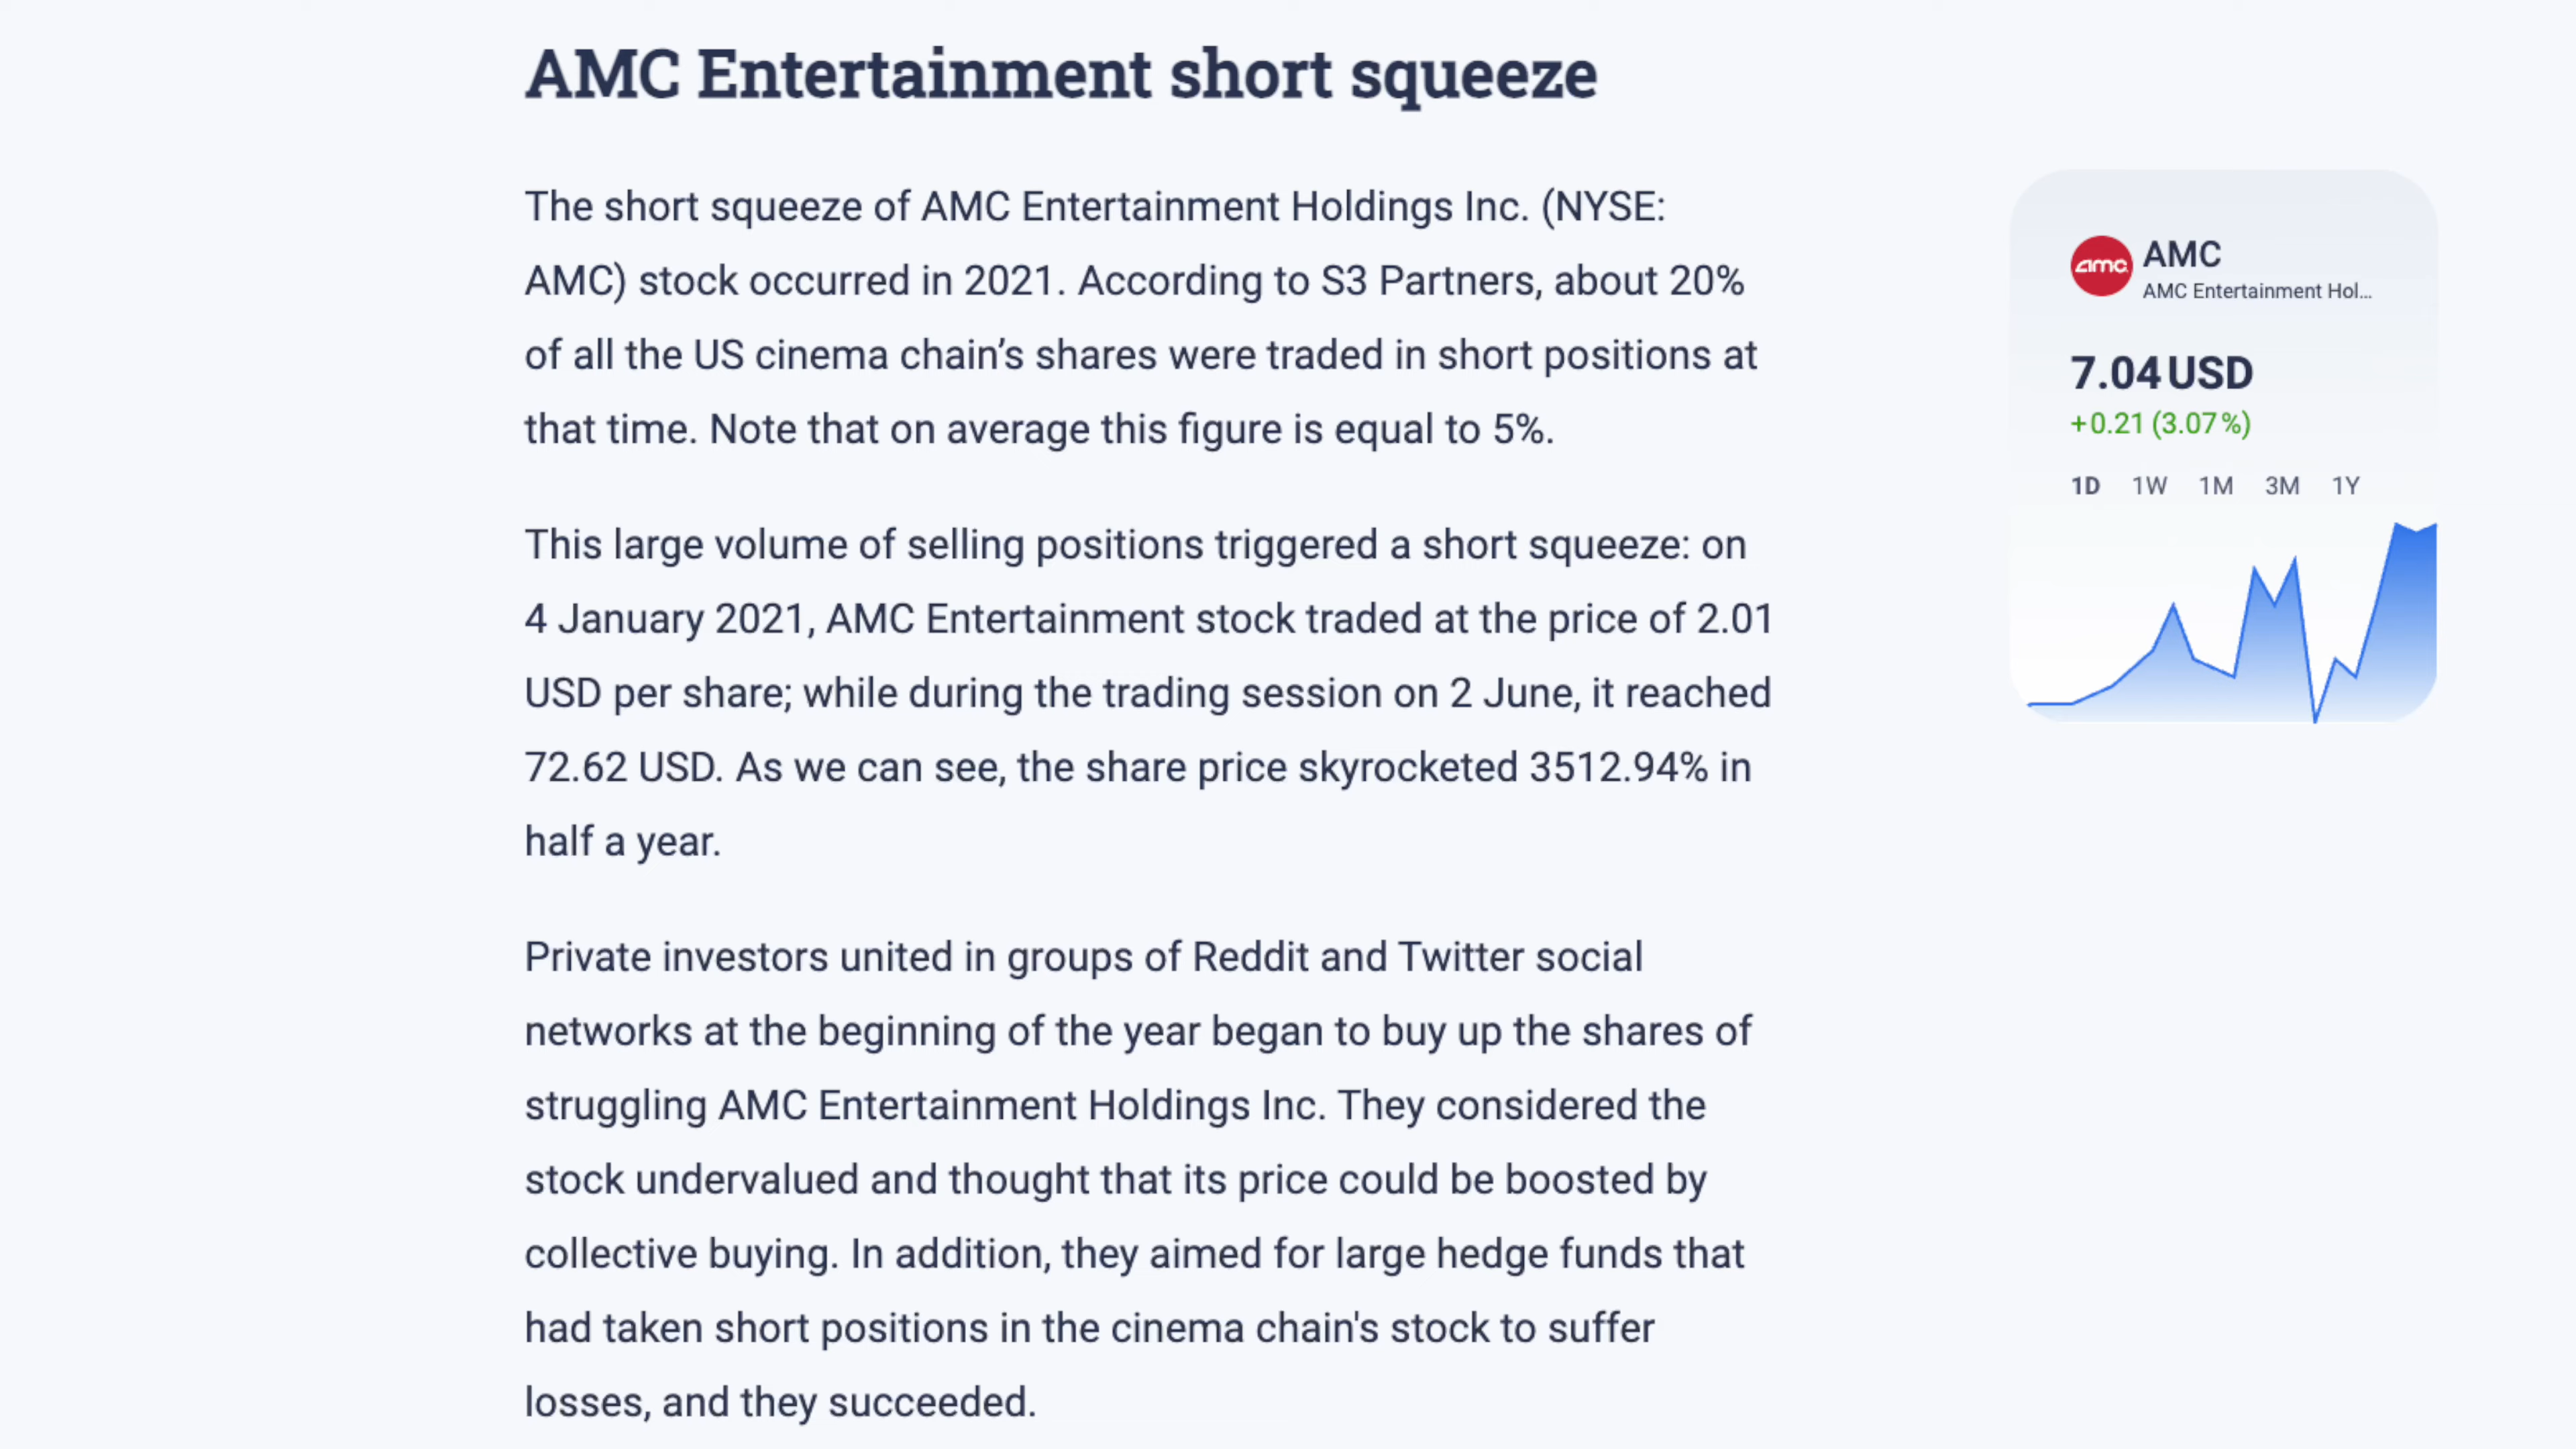 AMC Entertainment short squeeze
The short squeeze of AMC Entertainment Holdings Inc. (NYSE:
AMC) stock occurred in 2021. According to S3 Partners, about 20%
of all the US cinema chain’s shares were traded in short positions at
that time. Note that on average this figure is equal to 5%.
This large volume of selling positions triggered a short squeeze: on
4 January 2021, AMC Entertainment stock traded at the price of 2.01
USD per share; while during the trading session on 2 June, it reached
72.62 USD. As we can see, the share price skyrocketed 3512.94% in
half a year.
Private investors united in groups of Reddit and Twitter social
networks at the beginning of the year began to buy up the shares of
struggling AMC Entertainment Holdings Inc. They considered the
stock undervalued and thought that its price could be boosted by
collective buying. In addition, they aimed for large hedge funds that
had taken short positions in the cinema chain's stock to suffer
losses, and they succeeded.
amc
AMC
AMC Entertainment Hol...
7.04 USD
+0.21 (3.07%)
1D 1W 1M 3M 1Y